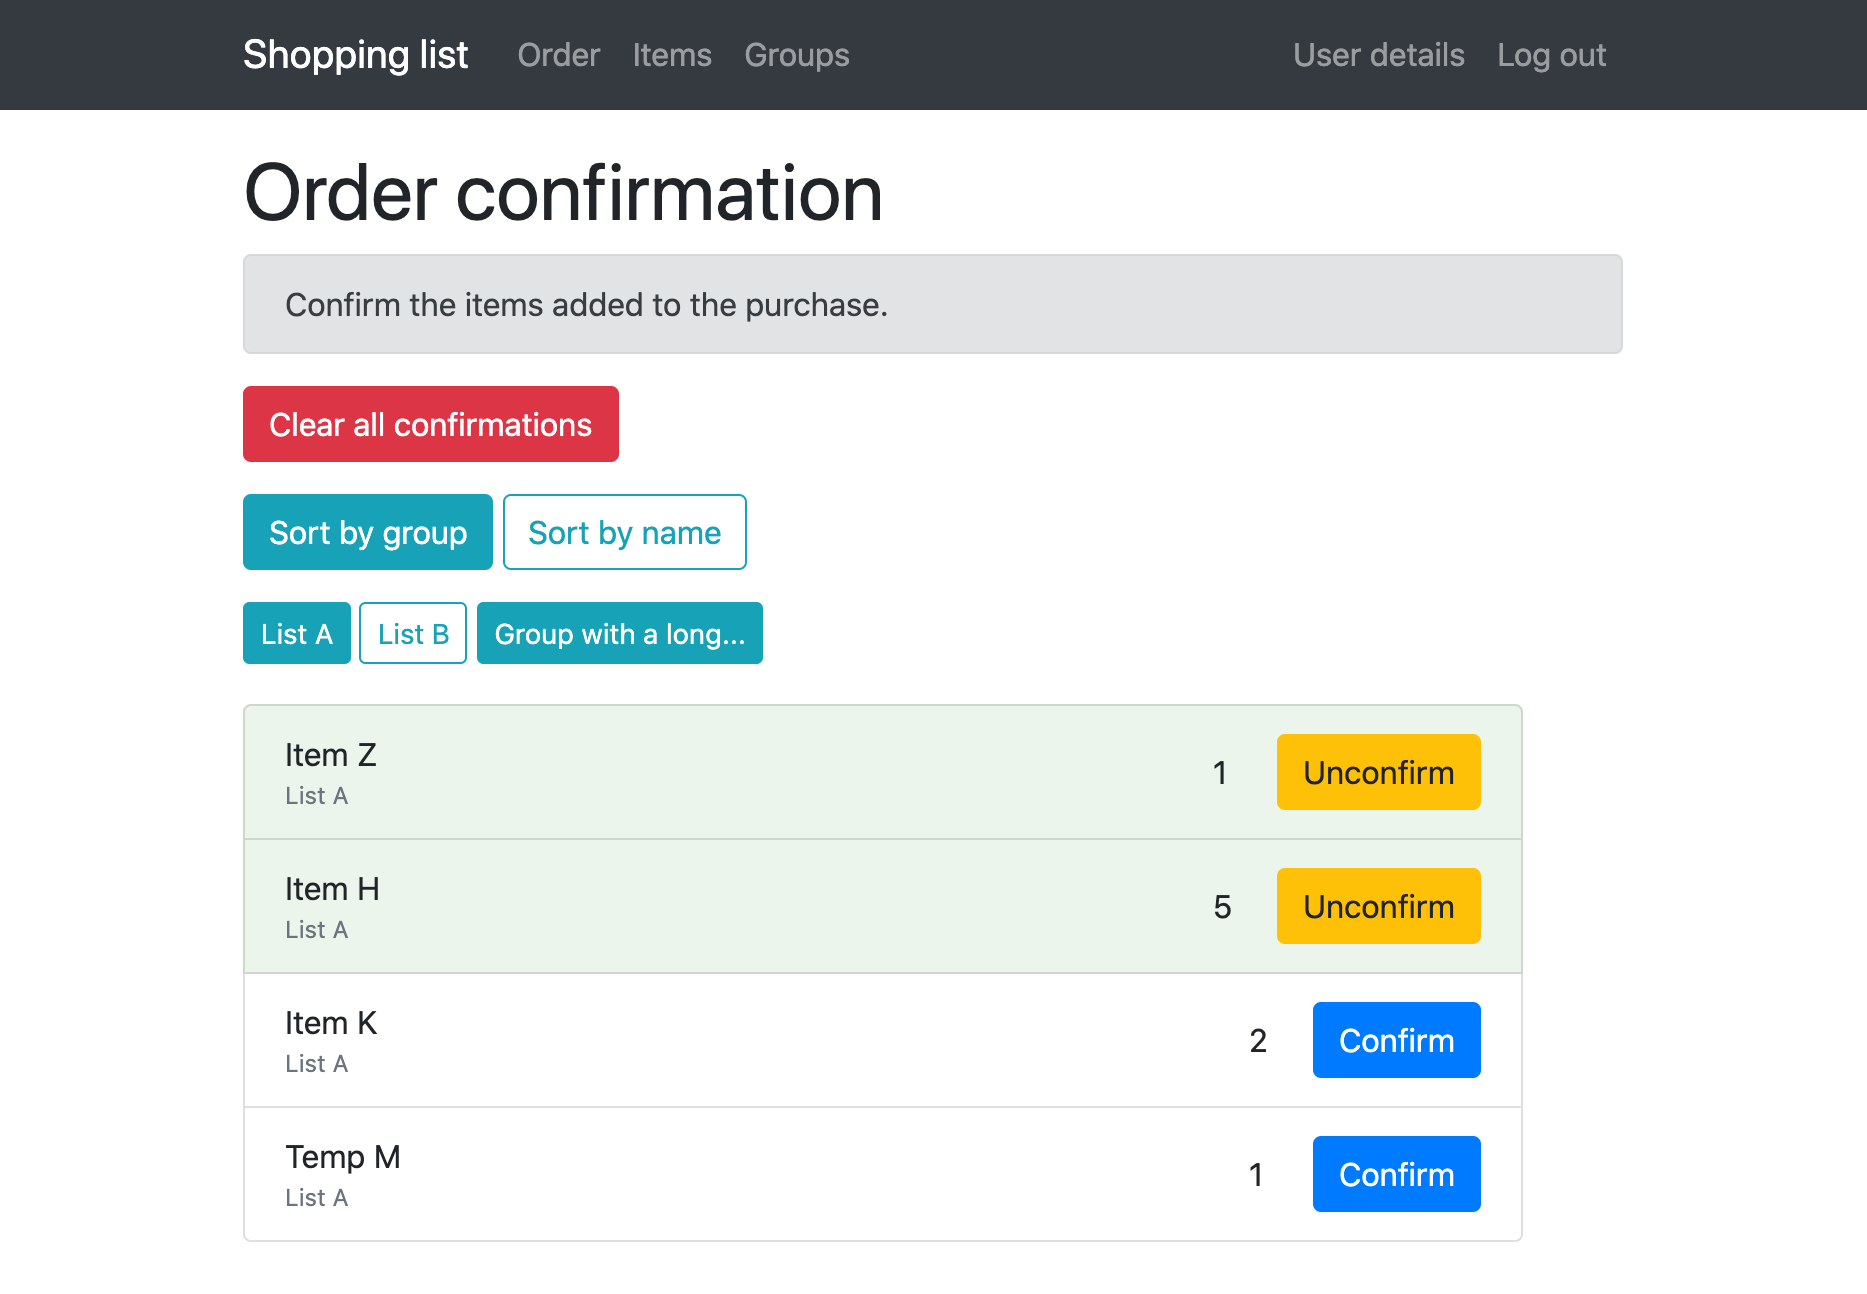 Shopping list Order Items Groups User details Log out
Order confirmation
Confirm the items added to the purchase.
Clear all confirmations
Sort by group Sort by name
List A List B Group with a long...
Item Z
List A
1 Unconfirm
Item H
List A
5 Unconfirm
Item K
List A
2 Confirm
Temp M
List A
1 Confirm